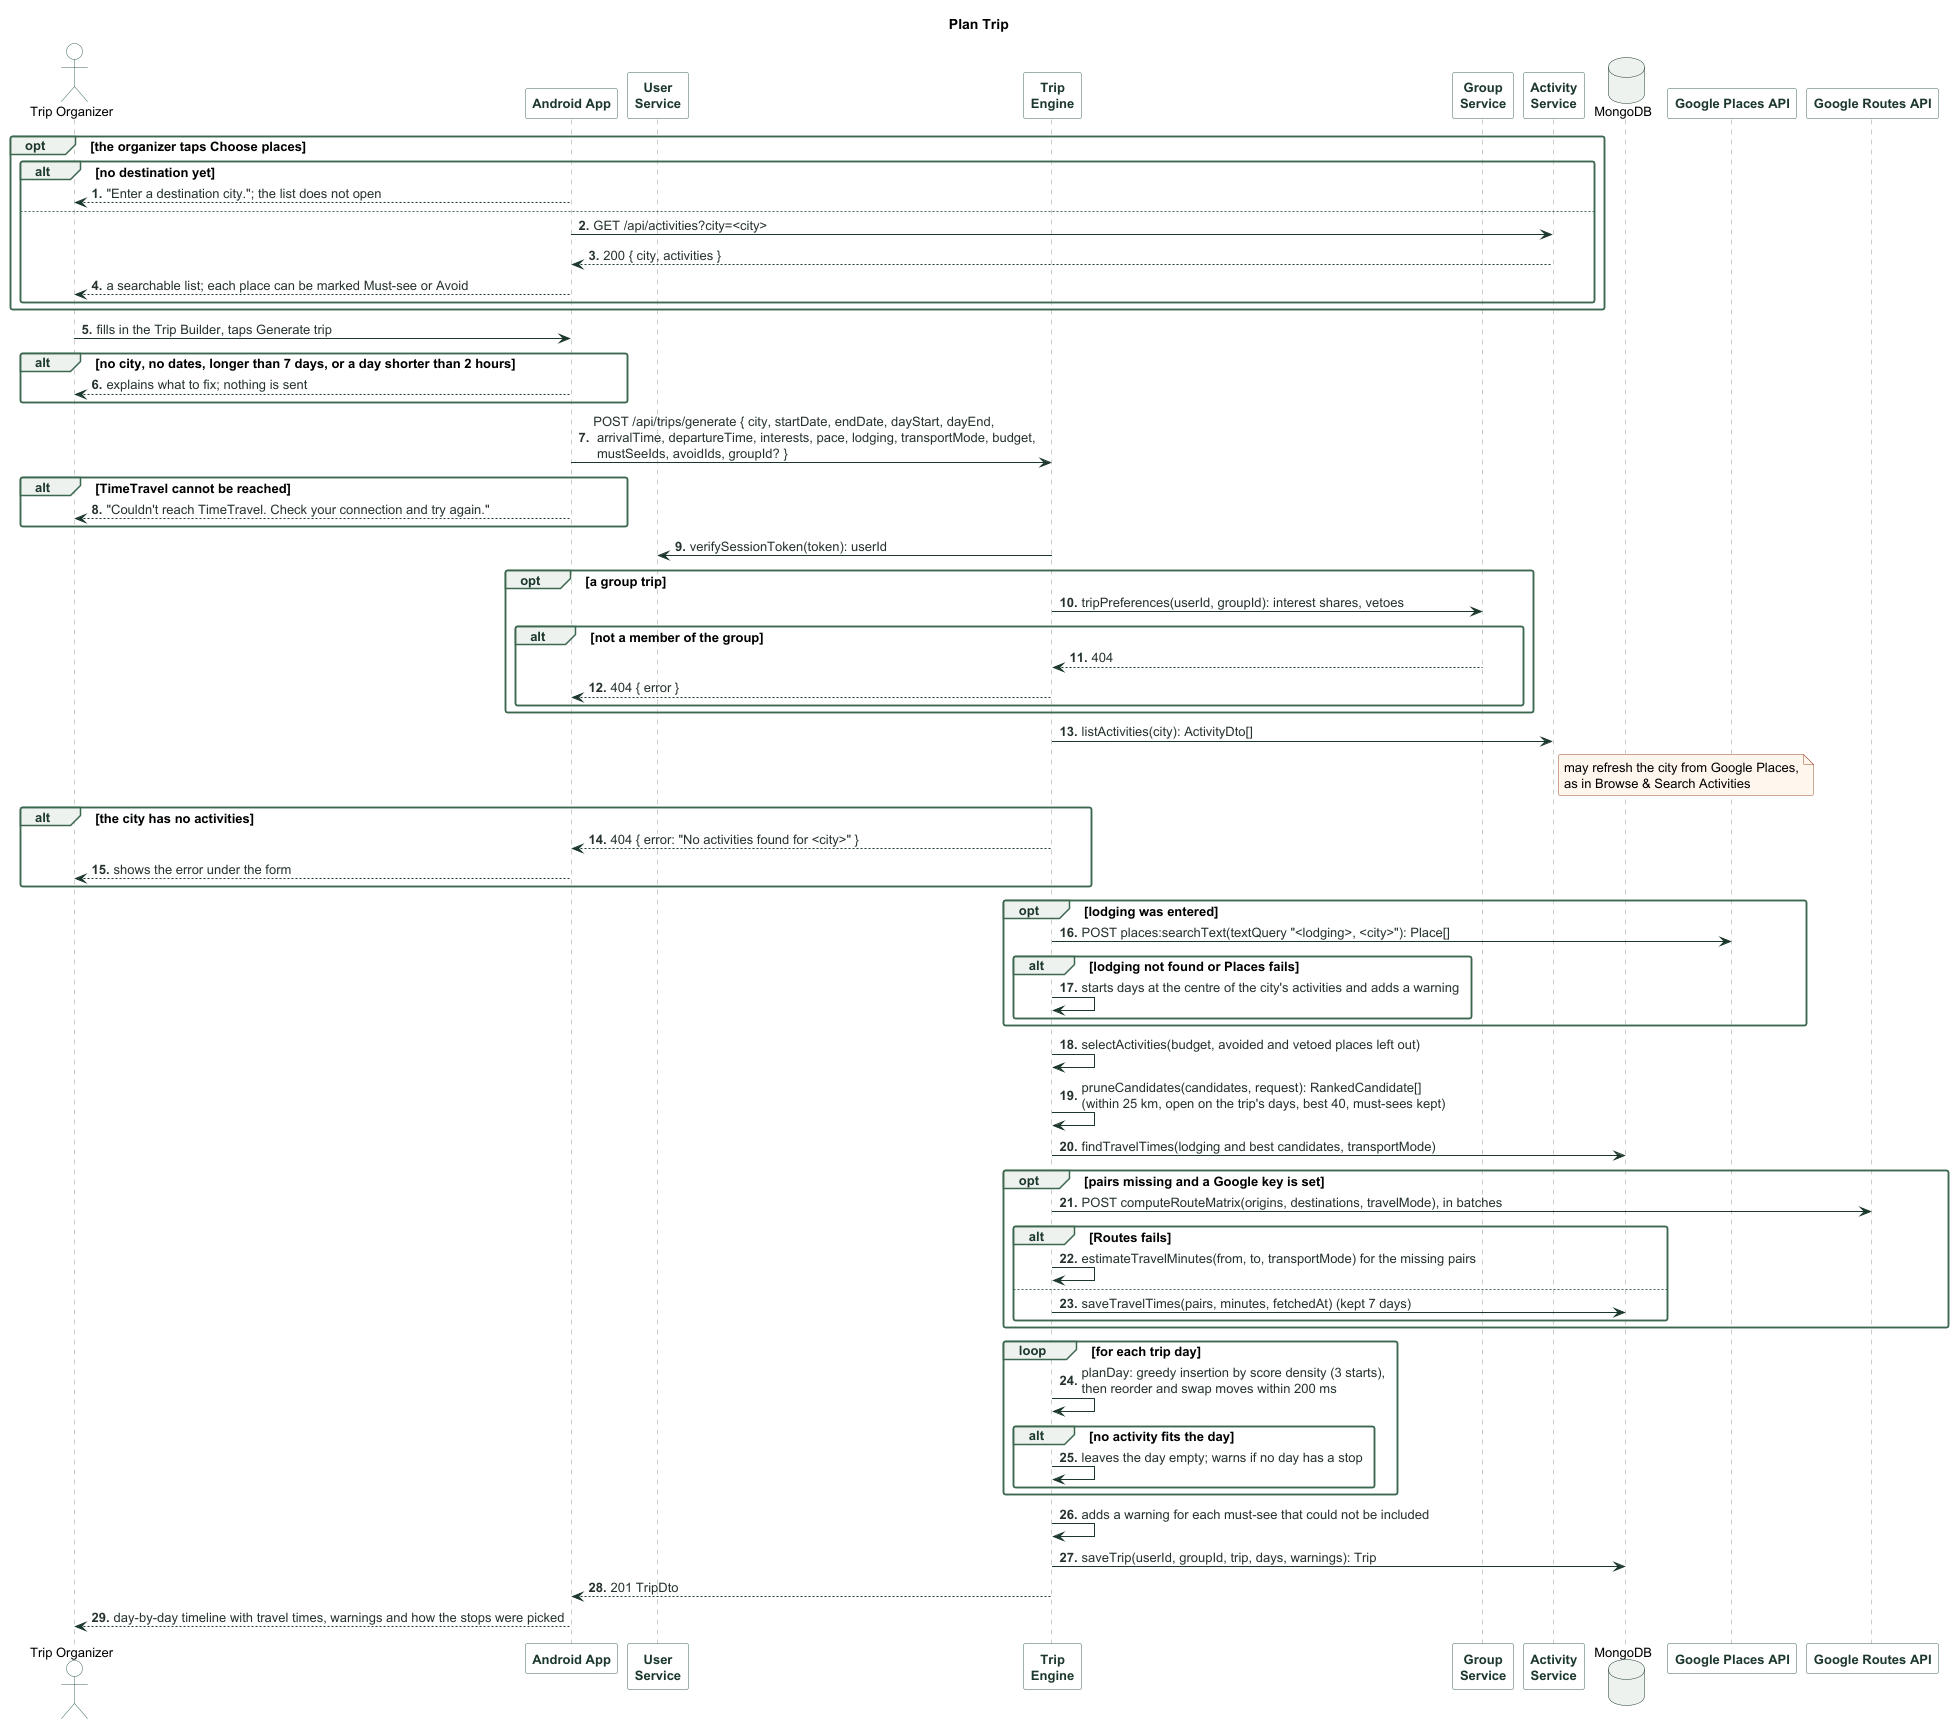 Plan Trip
Trip Organizer
Android App
User
Service
Trip
Engine
Group
Service
Activity
Service
MongoDB
Google Places API
Google Routes API
opt [the organizer taps Choose places]
alt [no destination yet]
1. "Enter a destination city."; the list does not open
2. GET /api/activities?city=<city>
3. 200 { city, activities }
4. a searchable list; each place can be marked Must-see or Avoid
5. fills in the Trip Builder, taps Generate trip
alt [no city, no dates, longer than 7 days, or a day shorter than 2 hours]
6. explains what to fix; nothing is sent
POST /api/trips/generate { city, startDate, endDate, dayStart, dayEnd,
7. arrivalTime, departureTime, interests, pace, lodging, transportMode, budget,
mustSeeIds, avoidIds, groupId? }
alt [TimeTravel cannot be reached]
8. "Couldn't reach TimeTravel. Check your connection and try again."
9. verifySessionToken(token): userId
opt [a group trip]
10. tripPreferences(userId, groupId): interest shares, vetoes
alt [not a member of the group]
11. 404
12. 404 { error }
13. listActivities(city): ActivityDto[]
may refresh the city from Google Places,
as in Browse & Search Activities
alt [the city has no activities]
14. 404 { error: "No activities found for <city>" }
15. shows the error under the form
opt [lodging was entered]
16. POST places:searchText(textQuery "<lodging>, <city>"): Place[]
alt [lodging not found or Places fails]
17. starts days at the centre of the city's activities and adds a warning
18. selectActivities(budget, avoided and vetoed places left out)
19. pruneCandidates(candidates, request): RankedCandidate[]
(within 25 km, open on the trip's days, best 40, must-sees kept)
20. findTravelTimes(lodging and best candidates, transportMode)
opt [pairs missing and a Google key is set]
21. POST computeRouteMatrix(origins, destinations, travelMode), in batches
alt [Routes fails]
22. estimateTravelMinutes(from, to, transportMode) for the missing pairs
23. saveTravelTimes(pairs, minutes, fetchedAt) (kept 7 days)
loop [for each trip day]
24. planDay: greedy insertion by score density (3 starts),
then reorder and swap moves within 200 ms
alt [no activity fits the day]
25. leaves the day empty; warns if no day has a stop
26. adds a warning for each must-see that could not be included
27. saveTrip(userId, groupId, trip, days, warnings): Trip
28. 201 TripDto
29. day-by-day timeline with travel times, warnings and how the stops were picked
Trip Organizer
Android App
User
Service
Trip
Engine
Group
Service
Activity
Service
MongoDB
Google Places API
Google Routes API